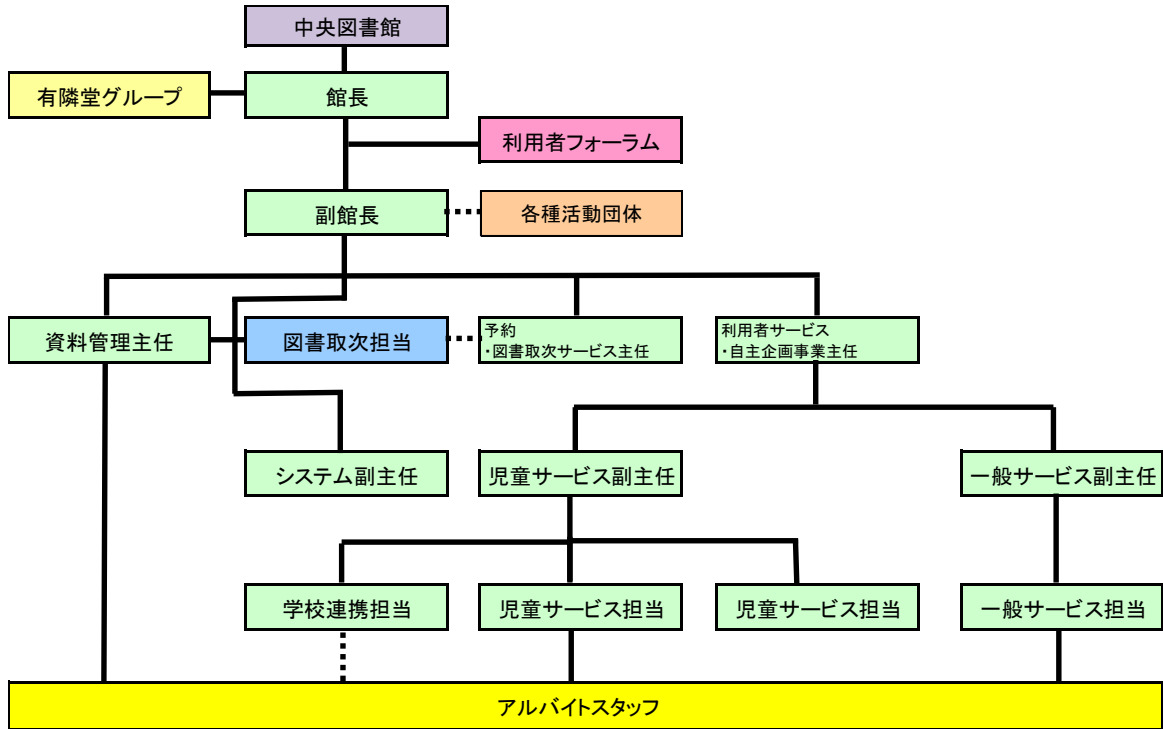 中央図書館
有隣堂グループ
館長
利用者フォーラム
副館長
各種活動団体
資料管理主任
図書取次担当
予約
・図書取次サービス主任
利用者サービス
・自主企画事業主任
システム副主任
児童サービス副主任
一般サービス副主任
学校連携担当
児童サービス担当
児童サービス担当
一般サービス担当
アルバイトスタッフ